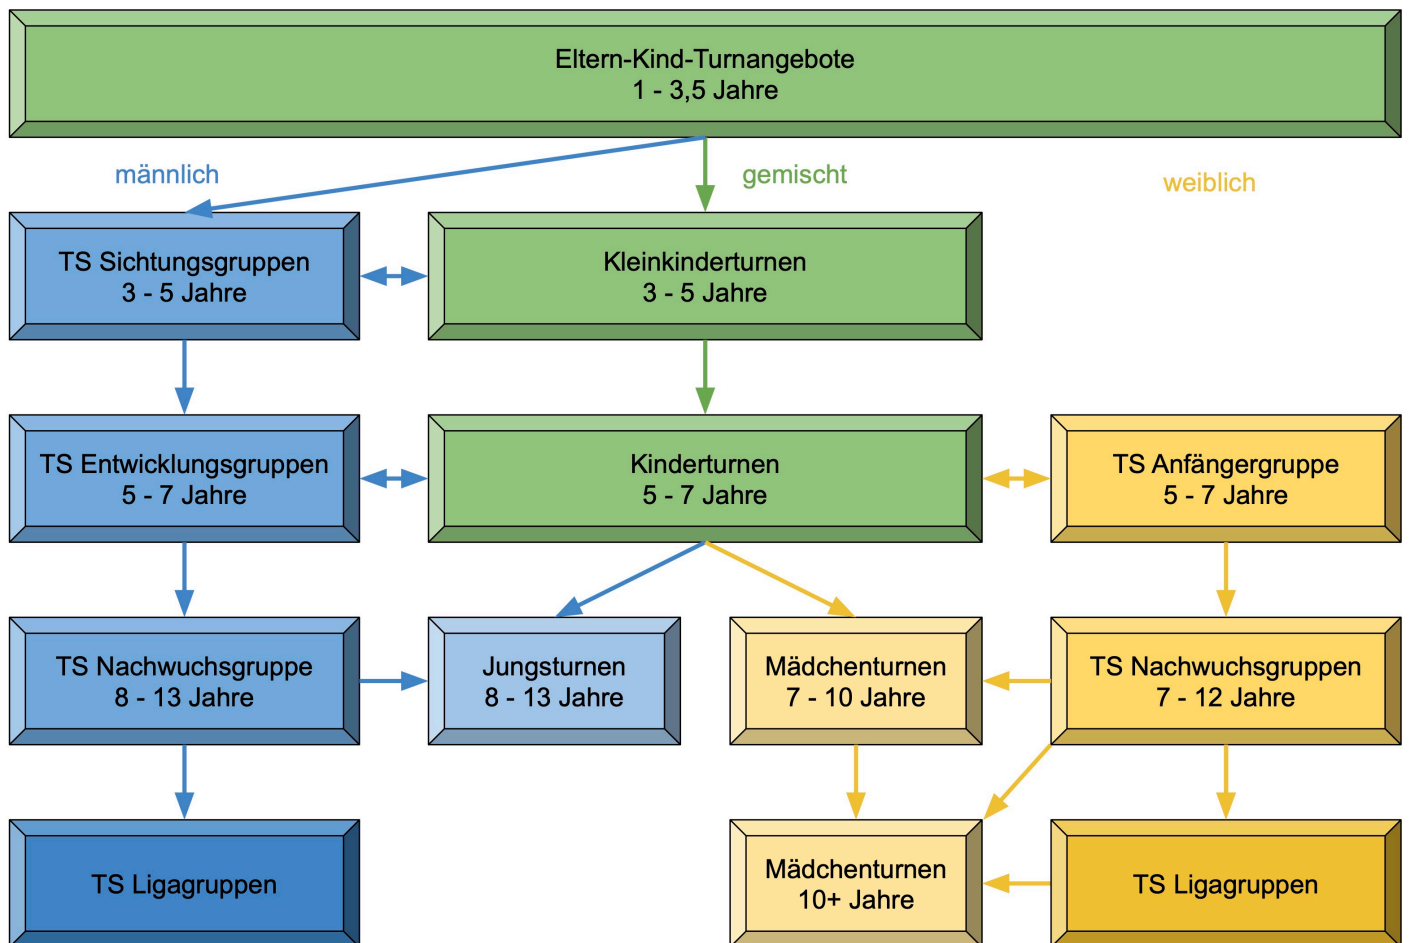 Eltern-Kind-Turnangebote
1 - 3,5 Jahre
männlich
gemischt
weiblich
TS Sichtungsgruppen
3 - 5 Jahre
Kleinkinderturnen
3 - 5 Jahre
TS Entwicklungsgruppen
5 - 7 Jahre
Kinderturnen
5 - 7 Jahre
TS Anfängergruppe
5 - 7 Jahre
TS Nachwuchsgruppe
8 - 13 Jahre
Jungsturnen
8 - 13 Jahre
Mädchenturnen
7 - 10 Jahre
TS Nachwuchsgruppen
7 - 12 Jahre
TS Ligagruppen
Mädchenturnen
10+ Jahre
TS Ligagruppen